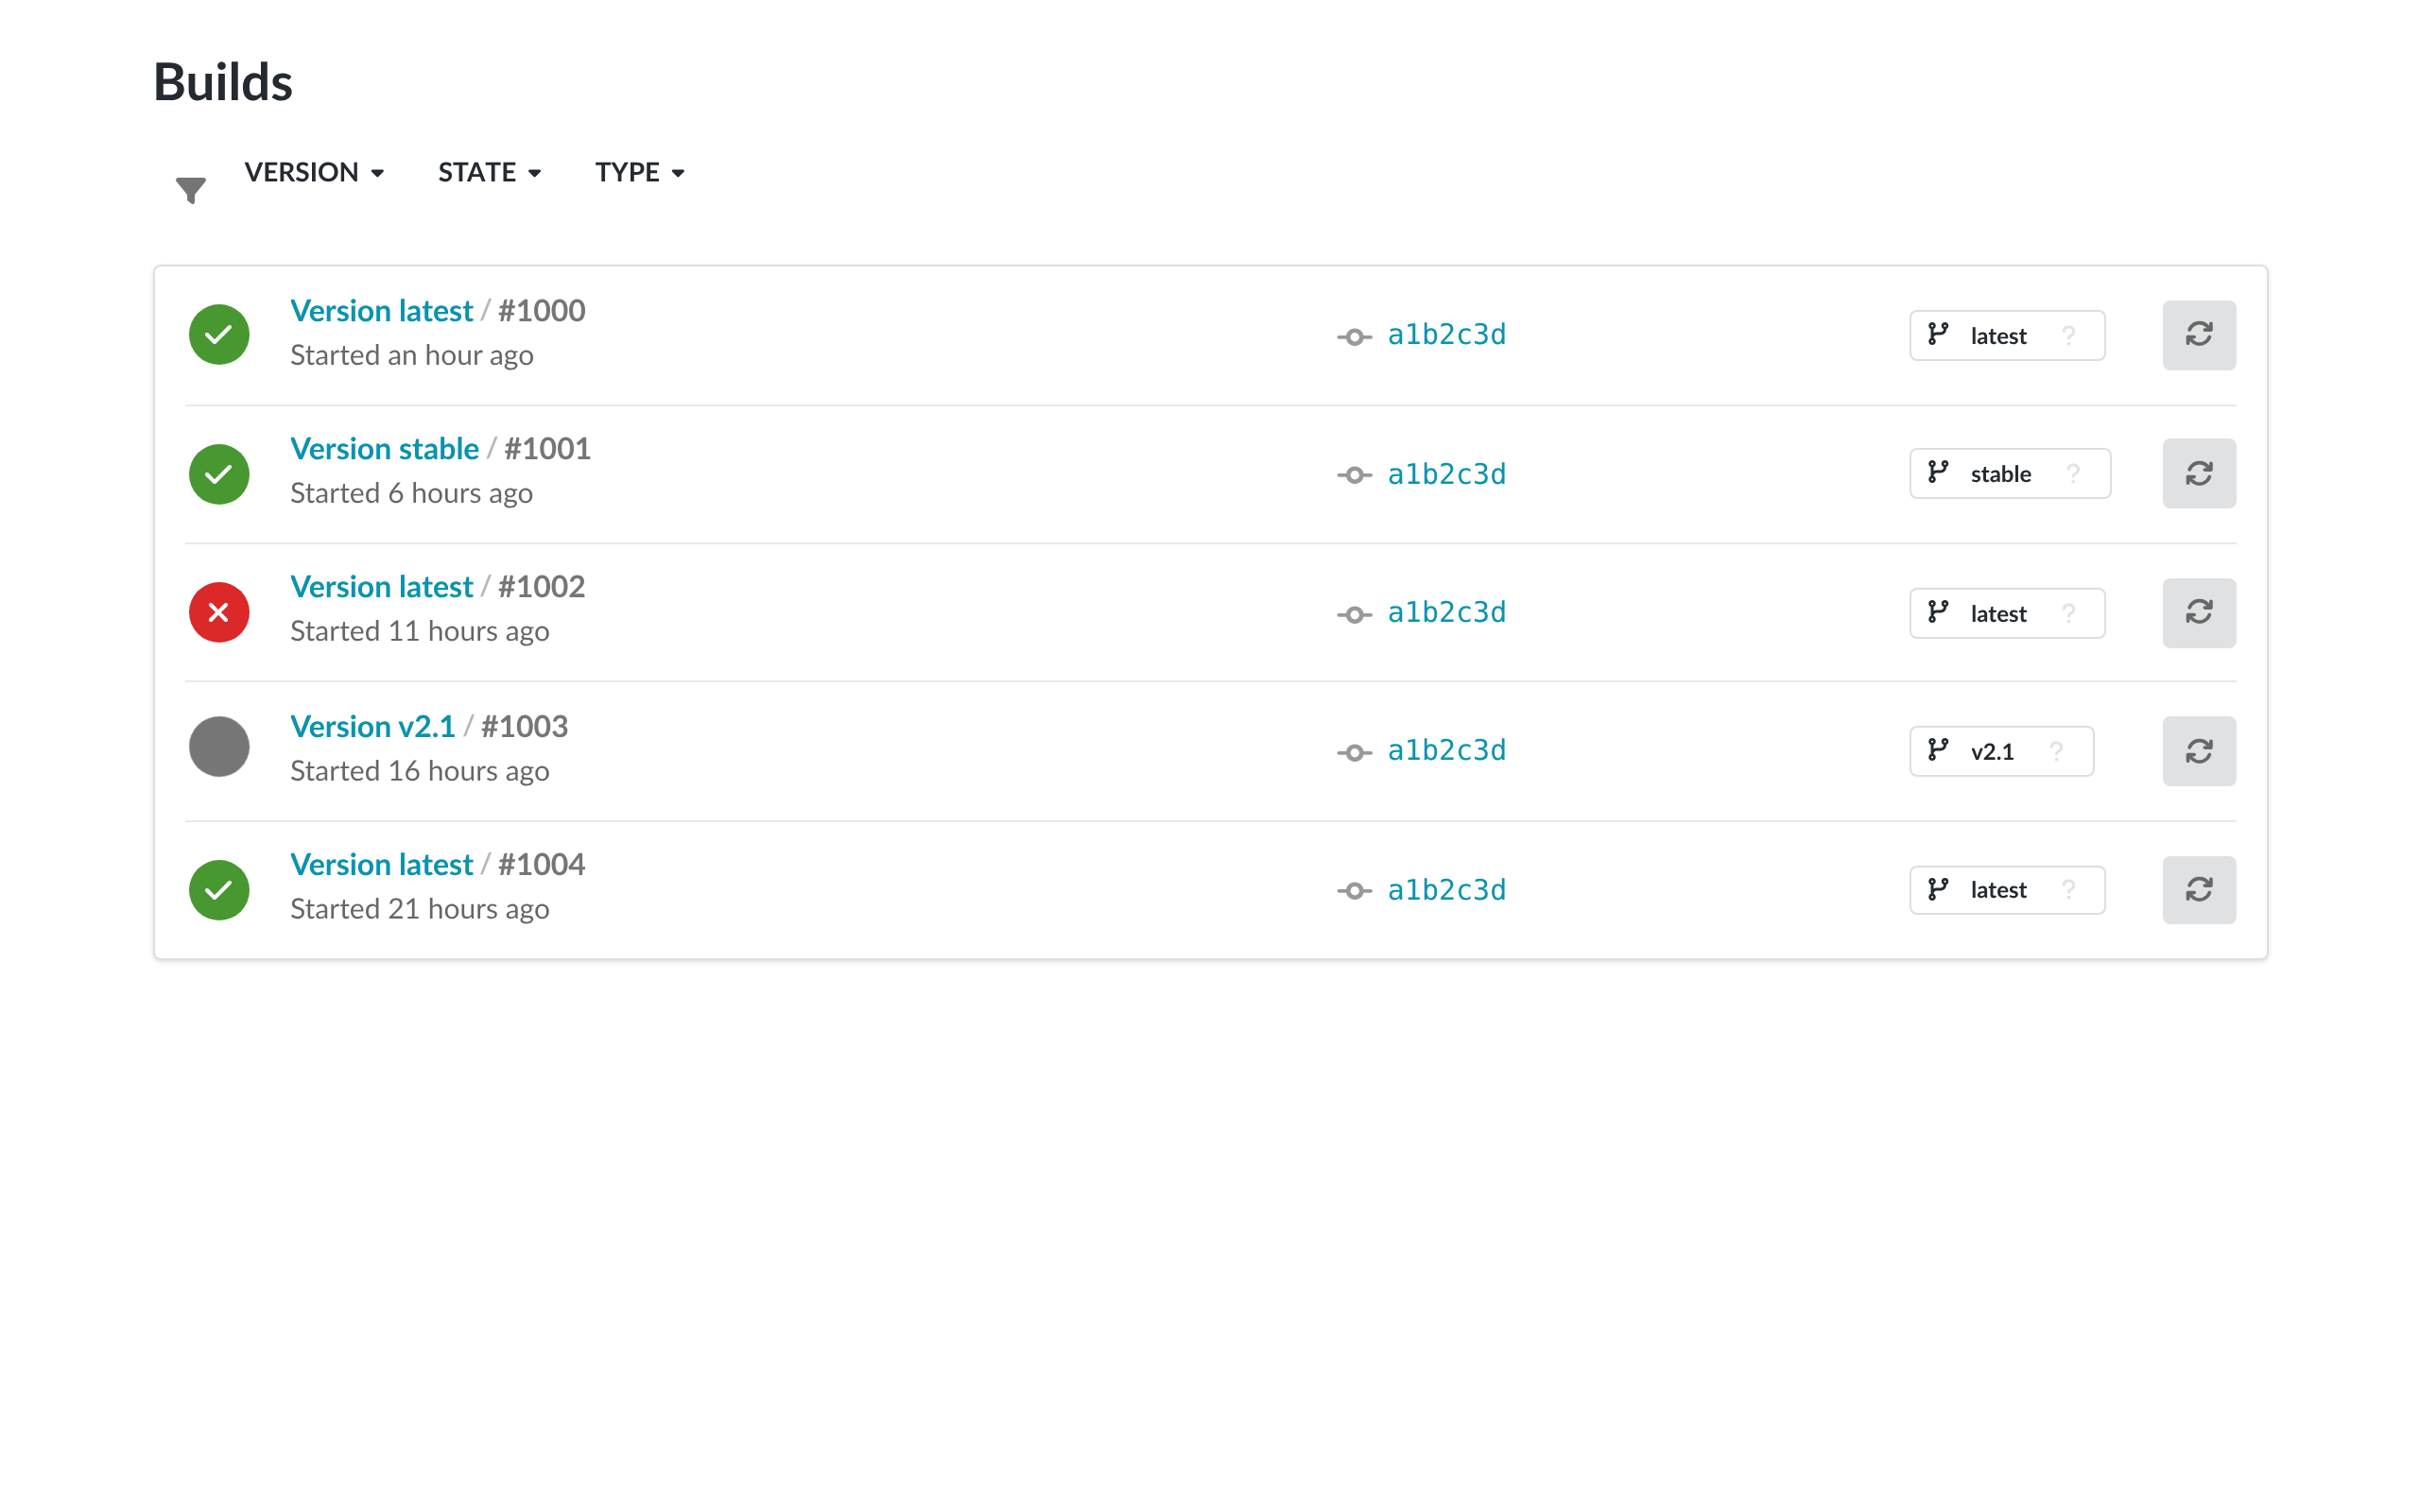 Builds
VERSION STATE TYPE
Version latest / #1000
Started an hour ago
a1b2c3d
latest ?
Version stable / #1001
Started 6 hours ago
a1b2c3d
stable ?
Version latest / #1002
Started 11 hours ago
a1b2c3d
latest ?
Version v2.1 / #1003
Started 16 hours ago
a1b2c3d
v2.1 ?
Version latest / #1004
Started 21 hours ago
a1b2c3d
latest ?